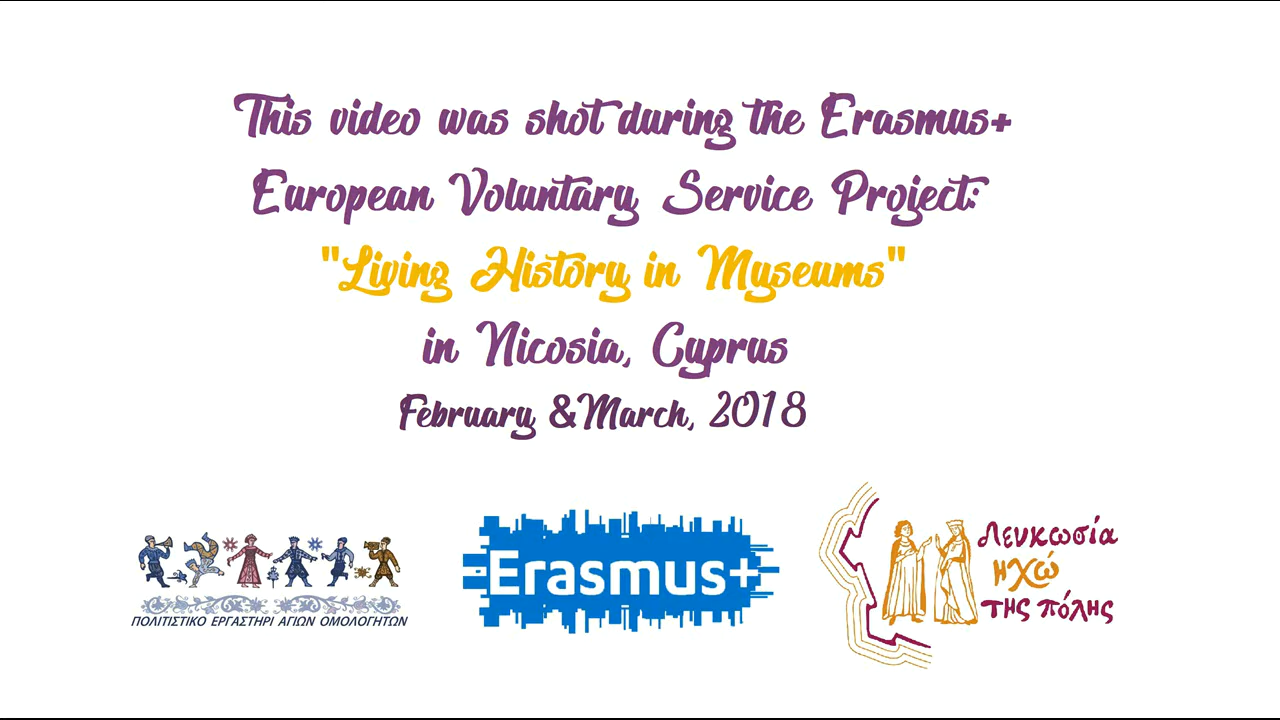 This video was shot during the Erasmus+
European Voluntary Service Project:
"Living History in Myseums"
in Nicosia, Cyprus
February &March, 2018
ΠΟΛΙΤΙΣΤΙΚΟ ΕΡΓΑΣΤΗΡΙ ΑΓΙΩΝ ΟΜΟΛΟΓΗΤΩΝ
Erasmus+
Λευκωσία
ηχώ
της πόλης